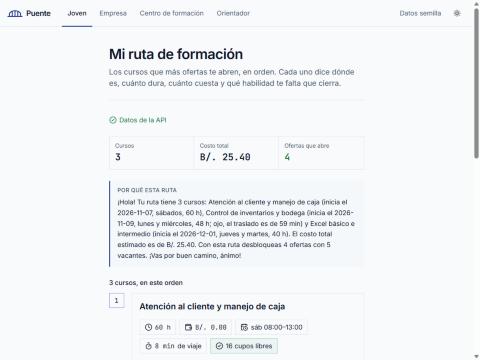 Puente
Joven
Empresa
Centro de formación
Orientador
Datos semilla
Mi ruta de formación
Los cursos que más ofertas te abren, en orden. Cada uno dice dónde
es, cuánto dura, cuánto cuesta y qué habilidad te falta que cierra.
Datos de la API
Cursos
3
Costo total
B/. 25.40
Ofertas que abre
4
POR QUÉ ESTA RUTA
¡Hola! Tu ruta tiene 3 cursos: Atención al cliente y manejo de caja (inicia el
2026-11-07, sábados, 60 h), Control de inventarios y bodega (inicia el 2026-
11-09, lunes y miércoles, 48 h; ojo, el traslado es de 59 min) y Excel básico e
intermedio (inicia el 2026-12-01, jueves y martes, 40 h). El costo total
estimado es de B/. 25.40. Con esta ruta desbloqueas 4 ofertas con 5
vacantes. ¡Vas por buen camino, ánimo!
3 cursos, en este orden
1
Atención al cliente y manejo de caja
60 h
B/. 0.00
sáb 08:00–13:00
8 min de viaje
16 cupos libres